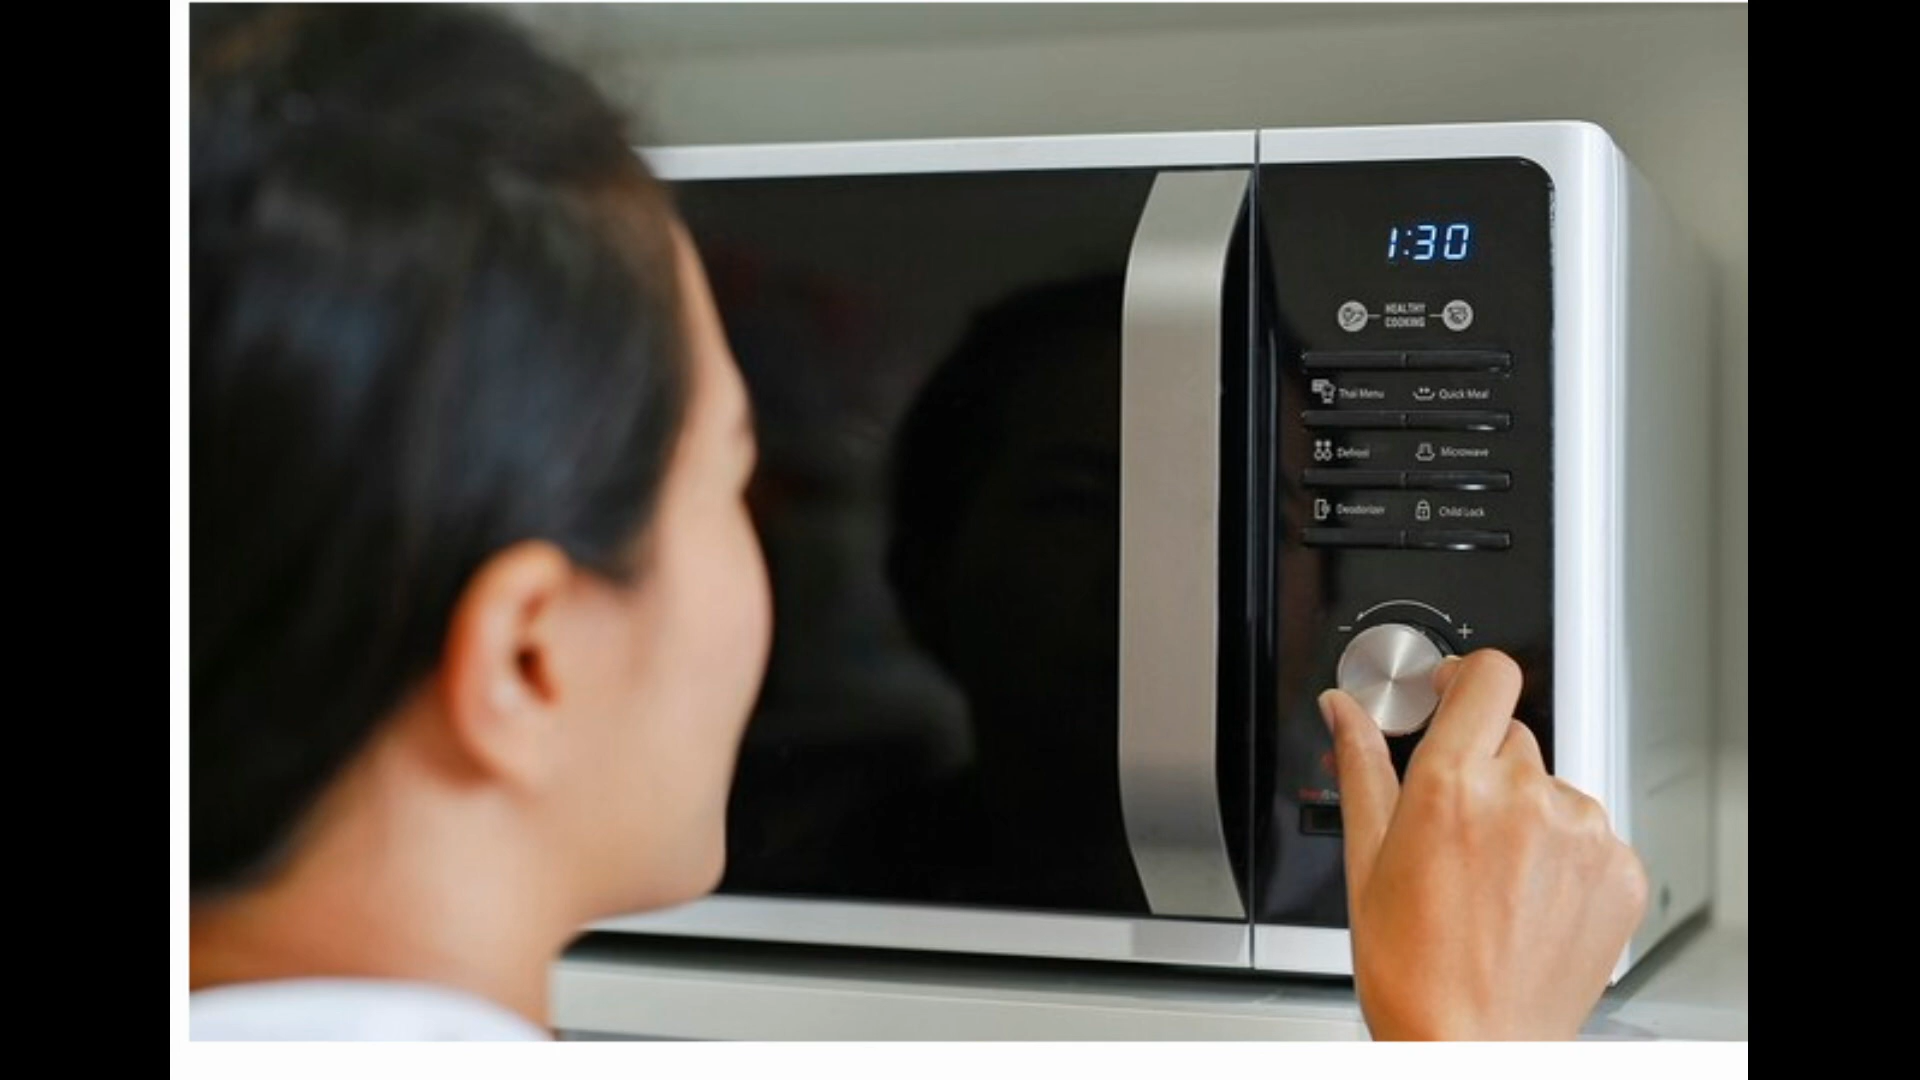 1:30
HEALTHY
COOKING
Thai Menu Quick Meal
Defrost Microwave
Deodorizer Child Lock
- +